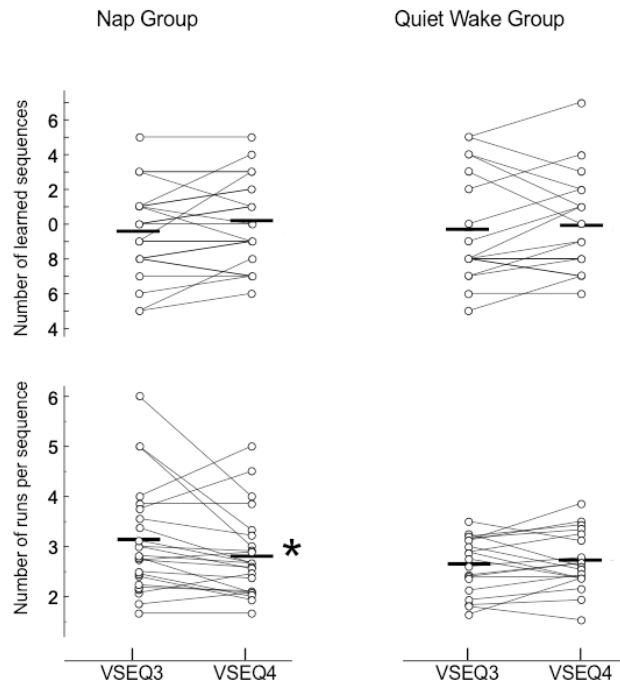 Nap Group
Quiet Wake Group
Number of learned sequences
6
4
2
0
8
6
4
Number of runs per sequence
6
5
4
3
2
*
VSEQ3
VSEQ4
VSEQ3
VSEQ4